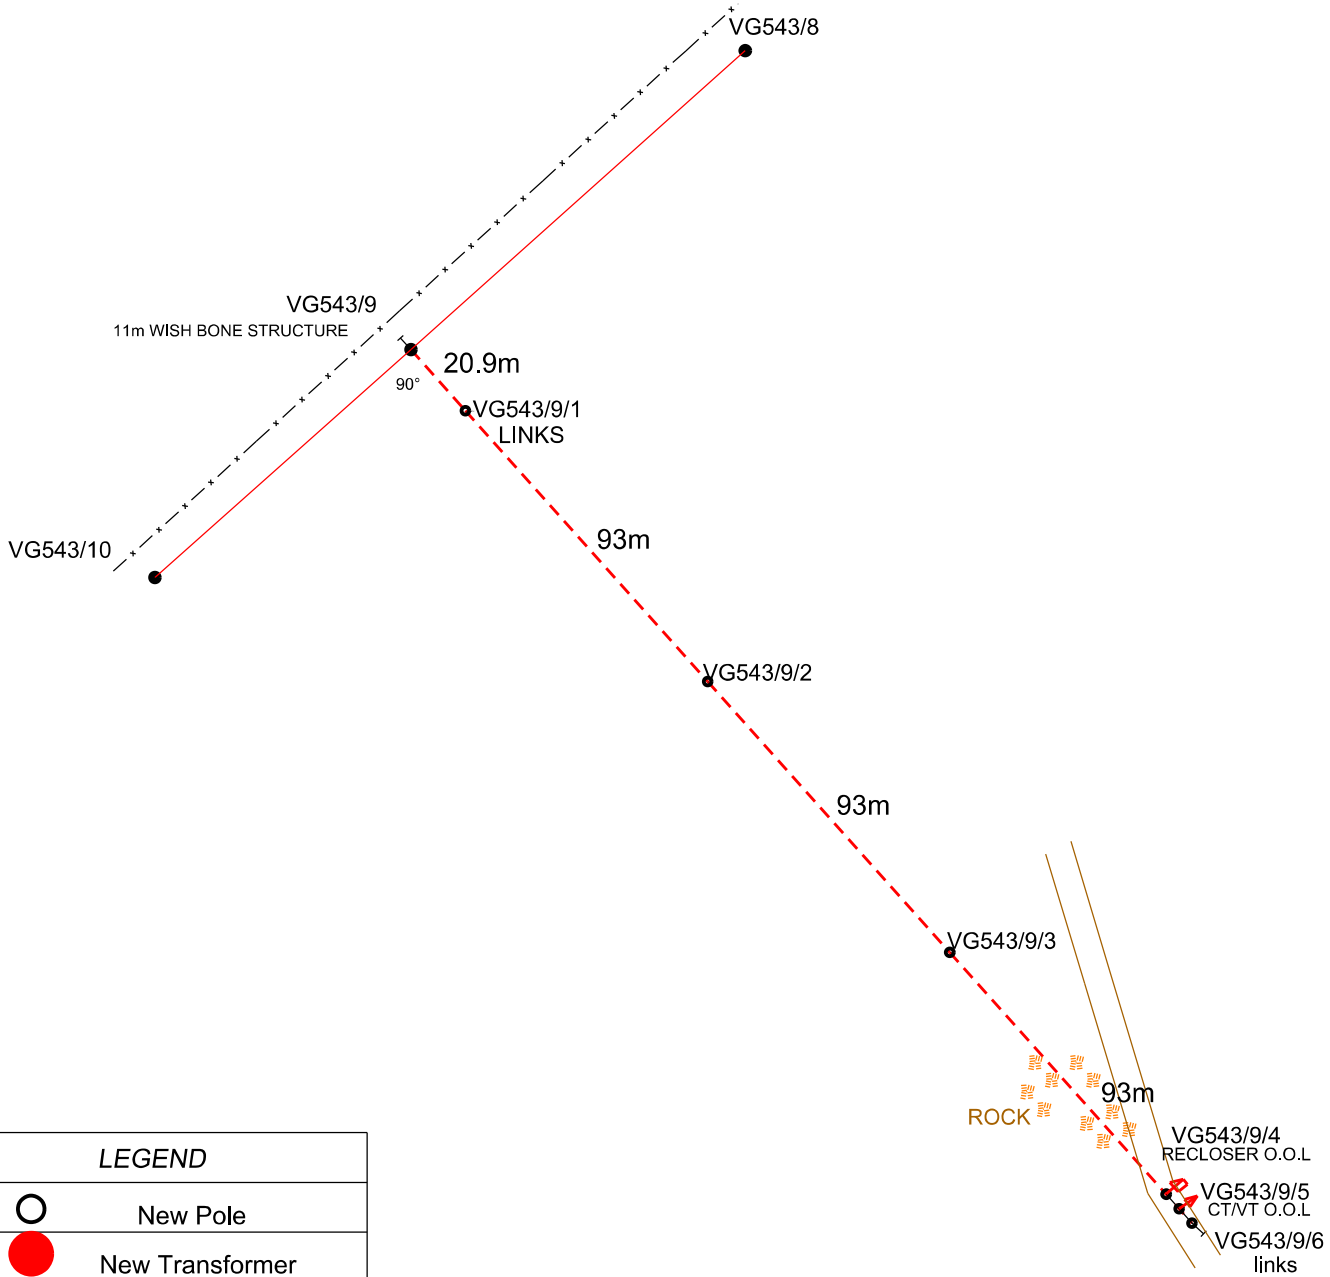 VG543/8
VG543/9
11m WISH BONE STRUCTURE
20.9m
90°
VG543/9/1
LINKS
93m
VG543/10
VG543/9/2
93m
VG543/9/3
93m
ROCK
VG543/9/4
RECLOSER O.O.L
VG543/9/5
CT/VT O.O.L
VG543/9/6
links
LEGEND
New Pole
New Transformer